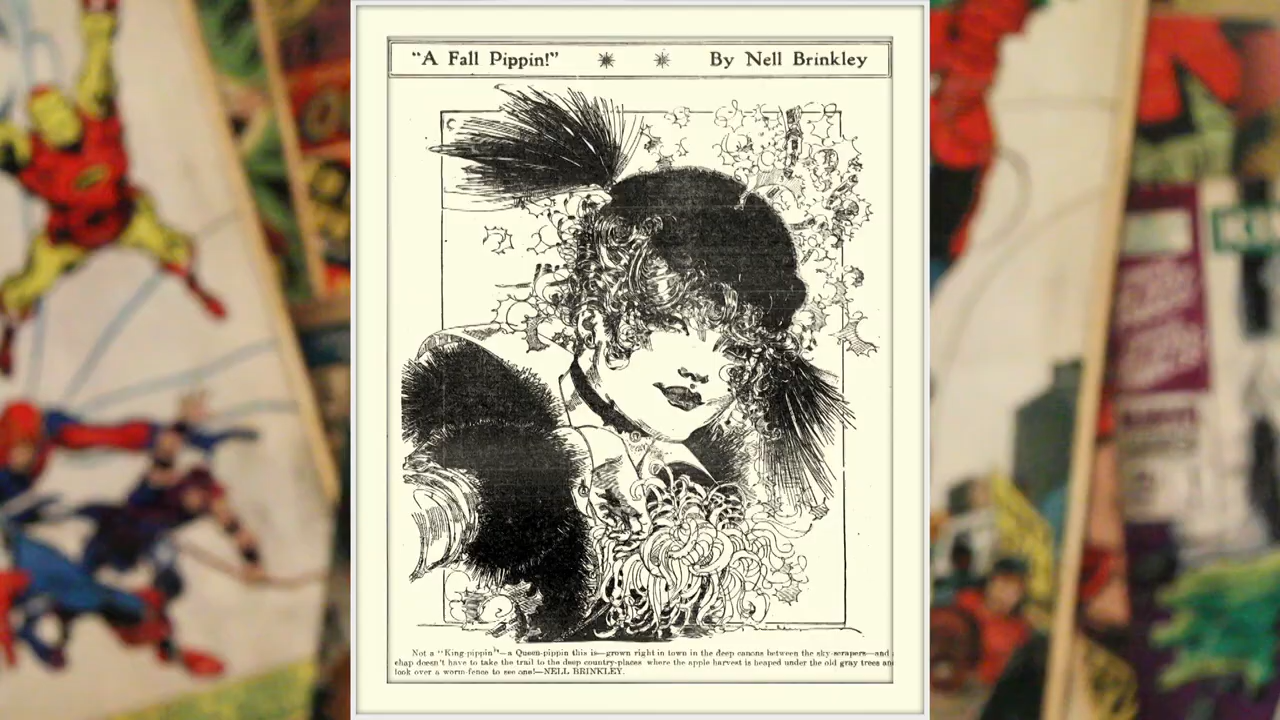 "A Fall Pippin!" By Nell Brinkley
Not a "King-pippin"—a Queen-pippin this is—grown right in town in the deep canons between the sky-scrapers—and
chap doesn't have to take the trail to the deep country-places where the apple harvest is heaped under the old gray trees and
look over a worm-fence to see one!—NELL BRINKLEY.